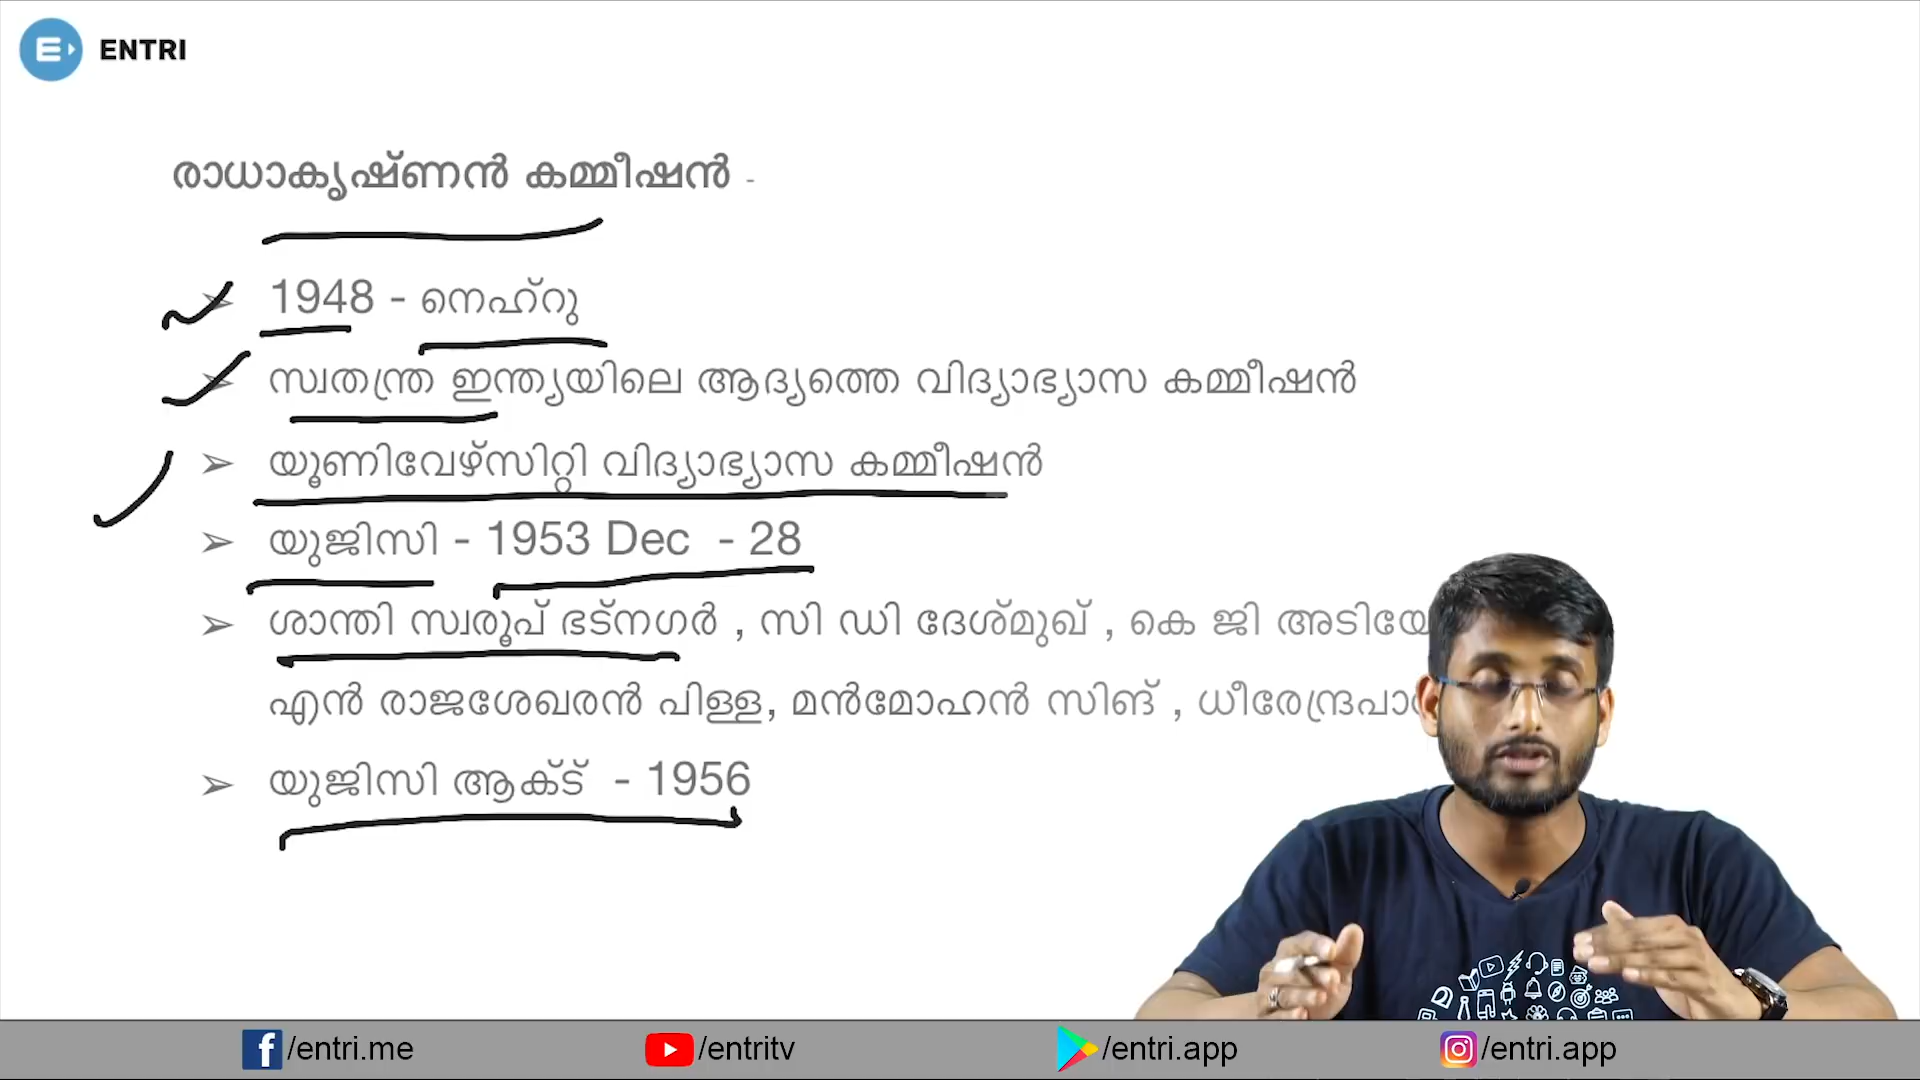 ENTRI
രാധാകൃഷ്ണൻ കമ്മീഷൻ -
➢ 1948 - നെഹ്റു
➢ സ്വതന്ത്ര ഇന്ത്യയിലെ ആദ്യത്തെ വിദ്യാഭ്യാസ കമ്മീഷൻ
➢ യൂണിവേഴ്സിറ്റി വിദ്യാഭ്യാസ കമ്മീഷൻ
➢ യുജിസി - 1953 Dec - 28
➢ ശാന്തി സ്വരൂപ് ഭട്നഗർ , സി ഡി ദേശ്മുഖ് , കെ ജി
എൻ രാജശേഖരൻ പിള്ള, മൻമോഹൻ സിങ് ,
➢ യുജിസി ആക്ട് - 1956
/entri.me /entritv /entri.app /entri.app